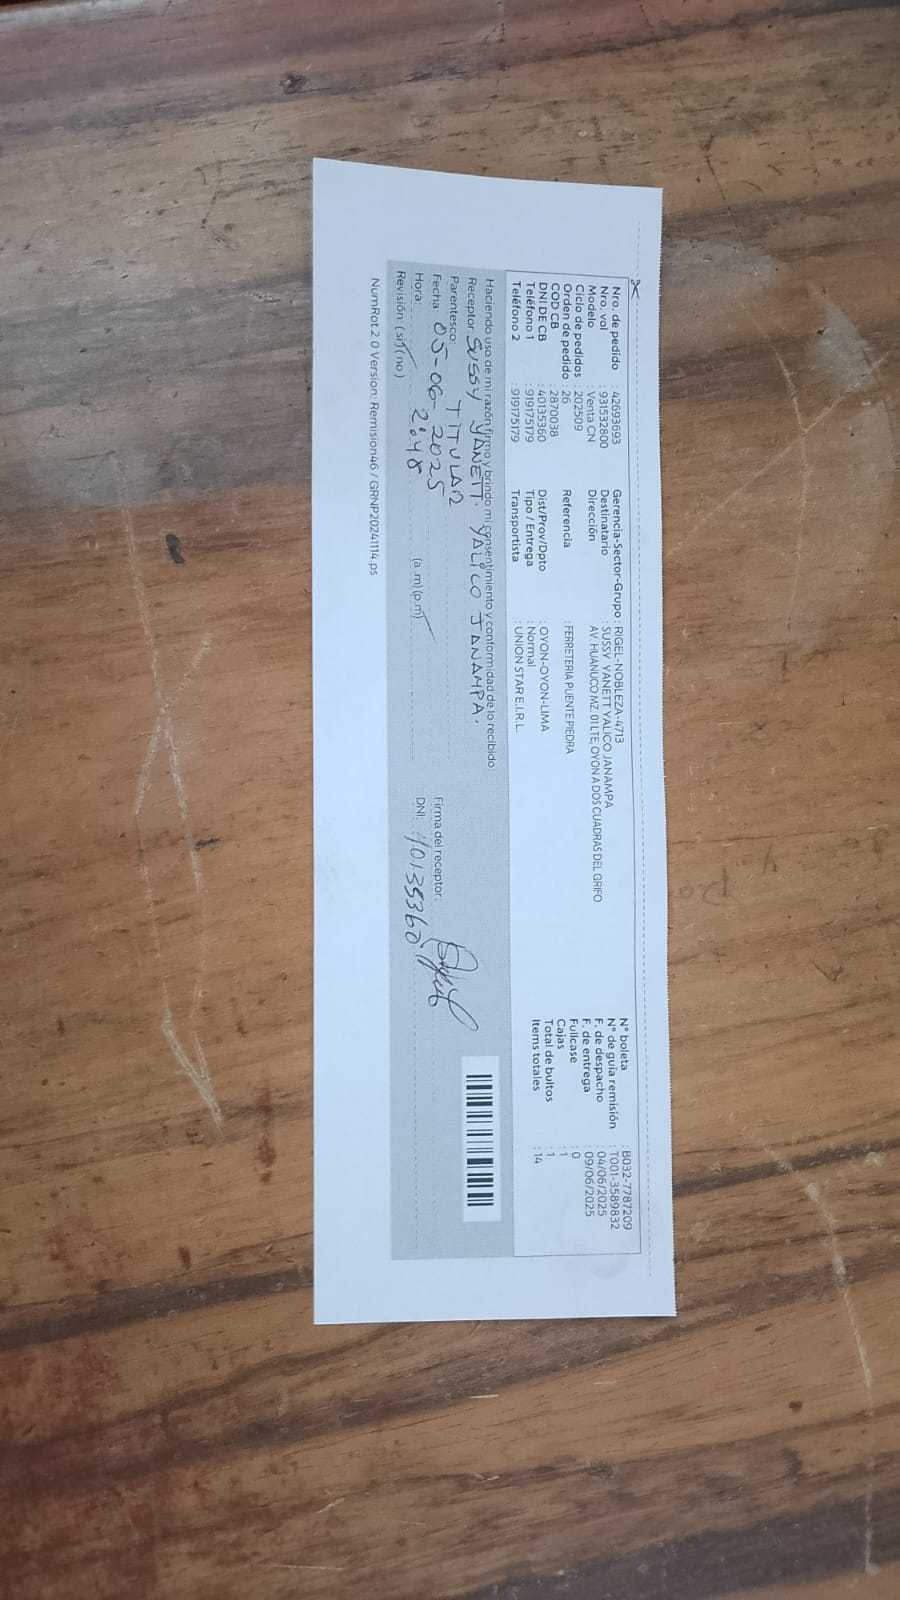 Nro. de pedido : 42693693
Nro. vol : 931532800
Modelo : Venta CN
Ciclo de pedidos : 202509
Orden de pedido : 26
COD CB : 2870038
DNI DE CB : 40135360
Teléfono 1 : 919175179
Teléfono 2 : 919175179
Gerencia-Sector-Grupo : RIGEL-NOBLEZA-4713
Destinatario : SUSSY YANETT YALICO JANAMPA
Dirección AV. HUANUCO MZ. 01 LTE, OYON A DOS CUADRAS DEL GRIFO
Referencia : FERRETERIA PUENTE PIEDRA
Dist/Prov/Dpto : OYON-OYON-LIMA
Tipo / Entrega : Normal
Transportista : UNION STAR E.I.R.L.
N° boleta : B032-7787209
N° de guía remisión : T001-3589832
F. de despacho : 04/06/2025
F. de entrega : 09/06/2025
Fullcase : 0
Cajas : 1
Total de bultos : 1
Items totales : 14
Haciendo uso de mi razón firmo y brindo mi consentimiento y conformidad de lo recibido
Receptor: SUSSY YANETT. YALICO JANAMPA.
Parentesco: TITULAR
Fecha: 05-06-2025
Hora: 2:48 (a .m) (p.m)
Revisión: (si) (no)
Firma del receptor:
DNI: 40135360
NumRot 2 0 Version: Remision46 / GRNP20241114.ps